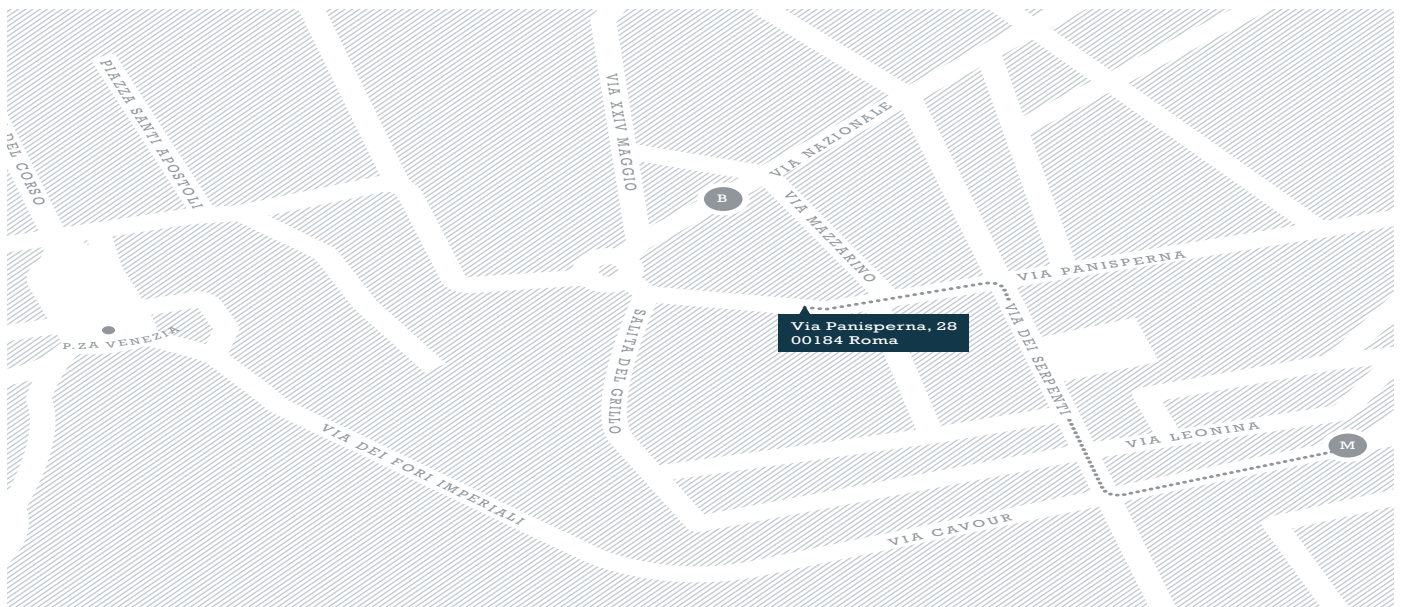 DEL CORSO
PIAZZA SANTI APOSTOLI
VIA XXIV MAGGIO
VIA NAZIONALE
B
VIA MAZZARINO
VIA PANISPERNA
Via Panisperna, 28
00184 Roma
P.ZA VENEZIA
SALITA DEL GRILLO
VIA DEI SERPENTI
VIA LEONINA
M
VIA DEI FORI IMPERIALI
VIA CAVOUR